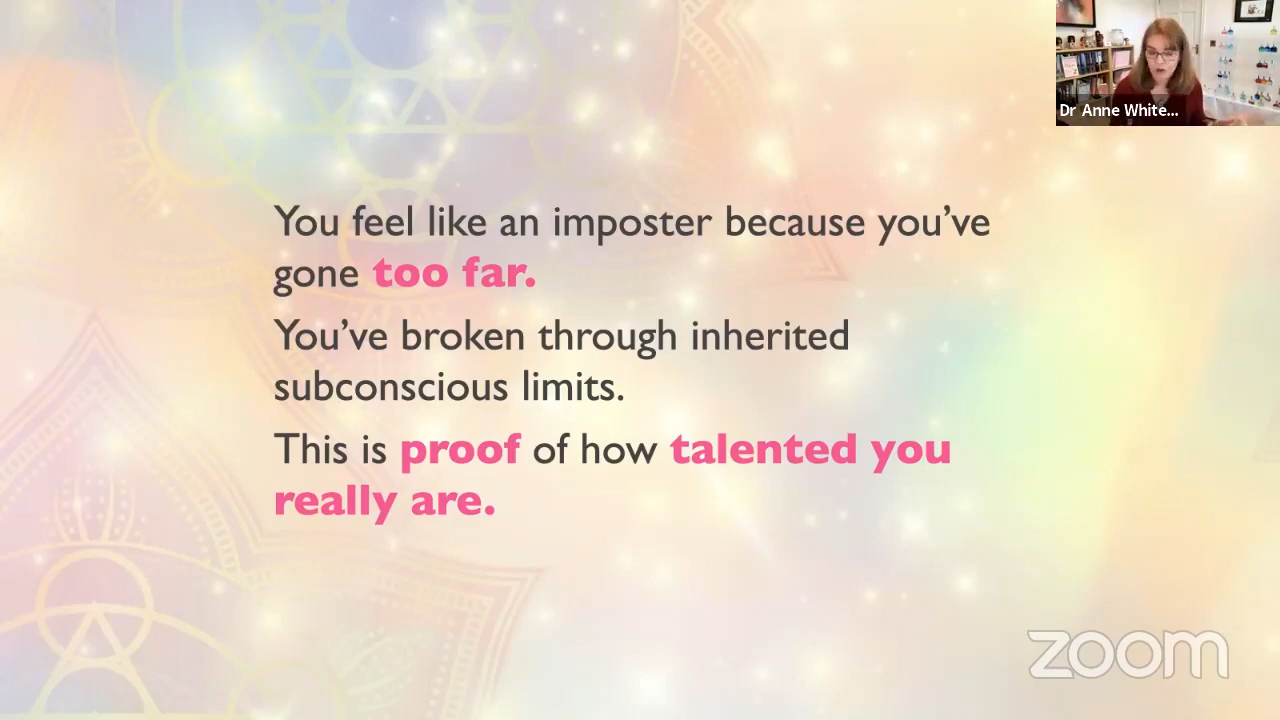 Dr Anne White...
You feel like an imposter because you’ve
gone too far.
You’ve broken through inherited
subconscious limits.
This is proof of how talented you
really are.
zoom